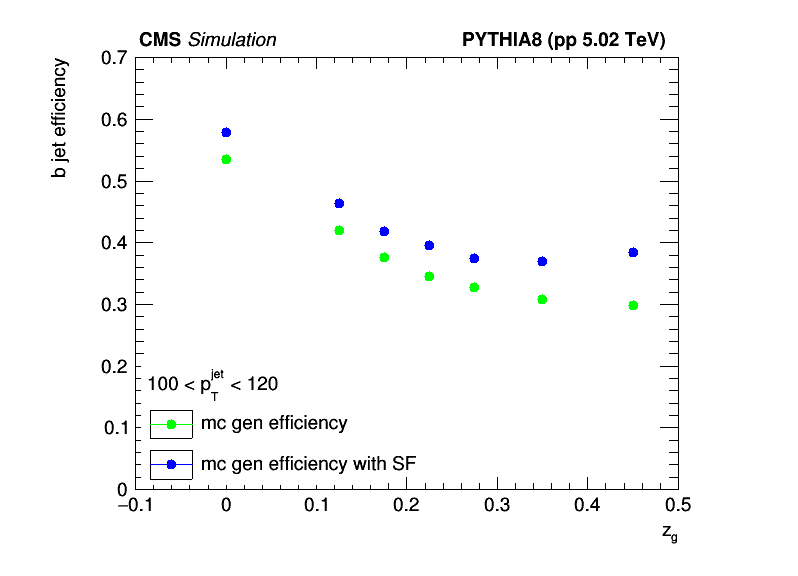 CMS Simulation PYTHIA8 (pp 5.02 TeV)
b jet efficiency
0.7
0.6
0.5
0.4
0.3
0.2
0.1
0
100 < p_T^jet < 120
mc gen efficiency
mc gen efficiency with SF
−0.1 0 0.1 0.2 0.3 0.4 0.5
z_g